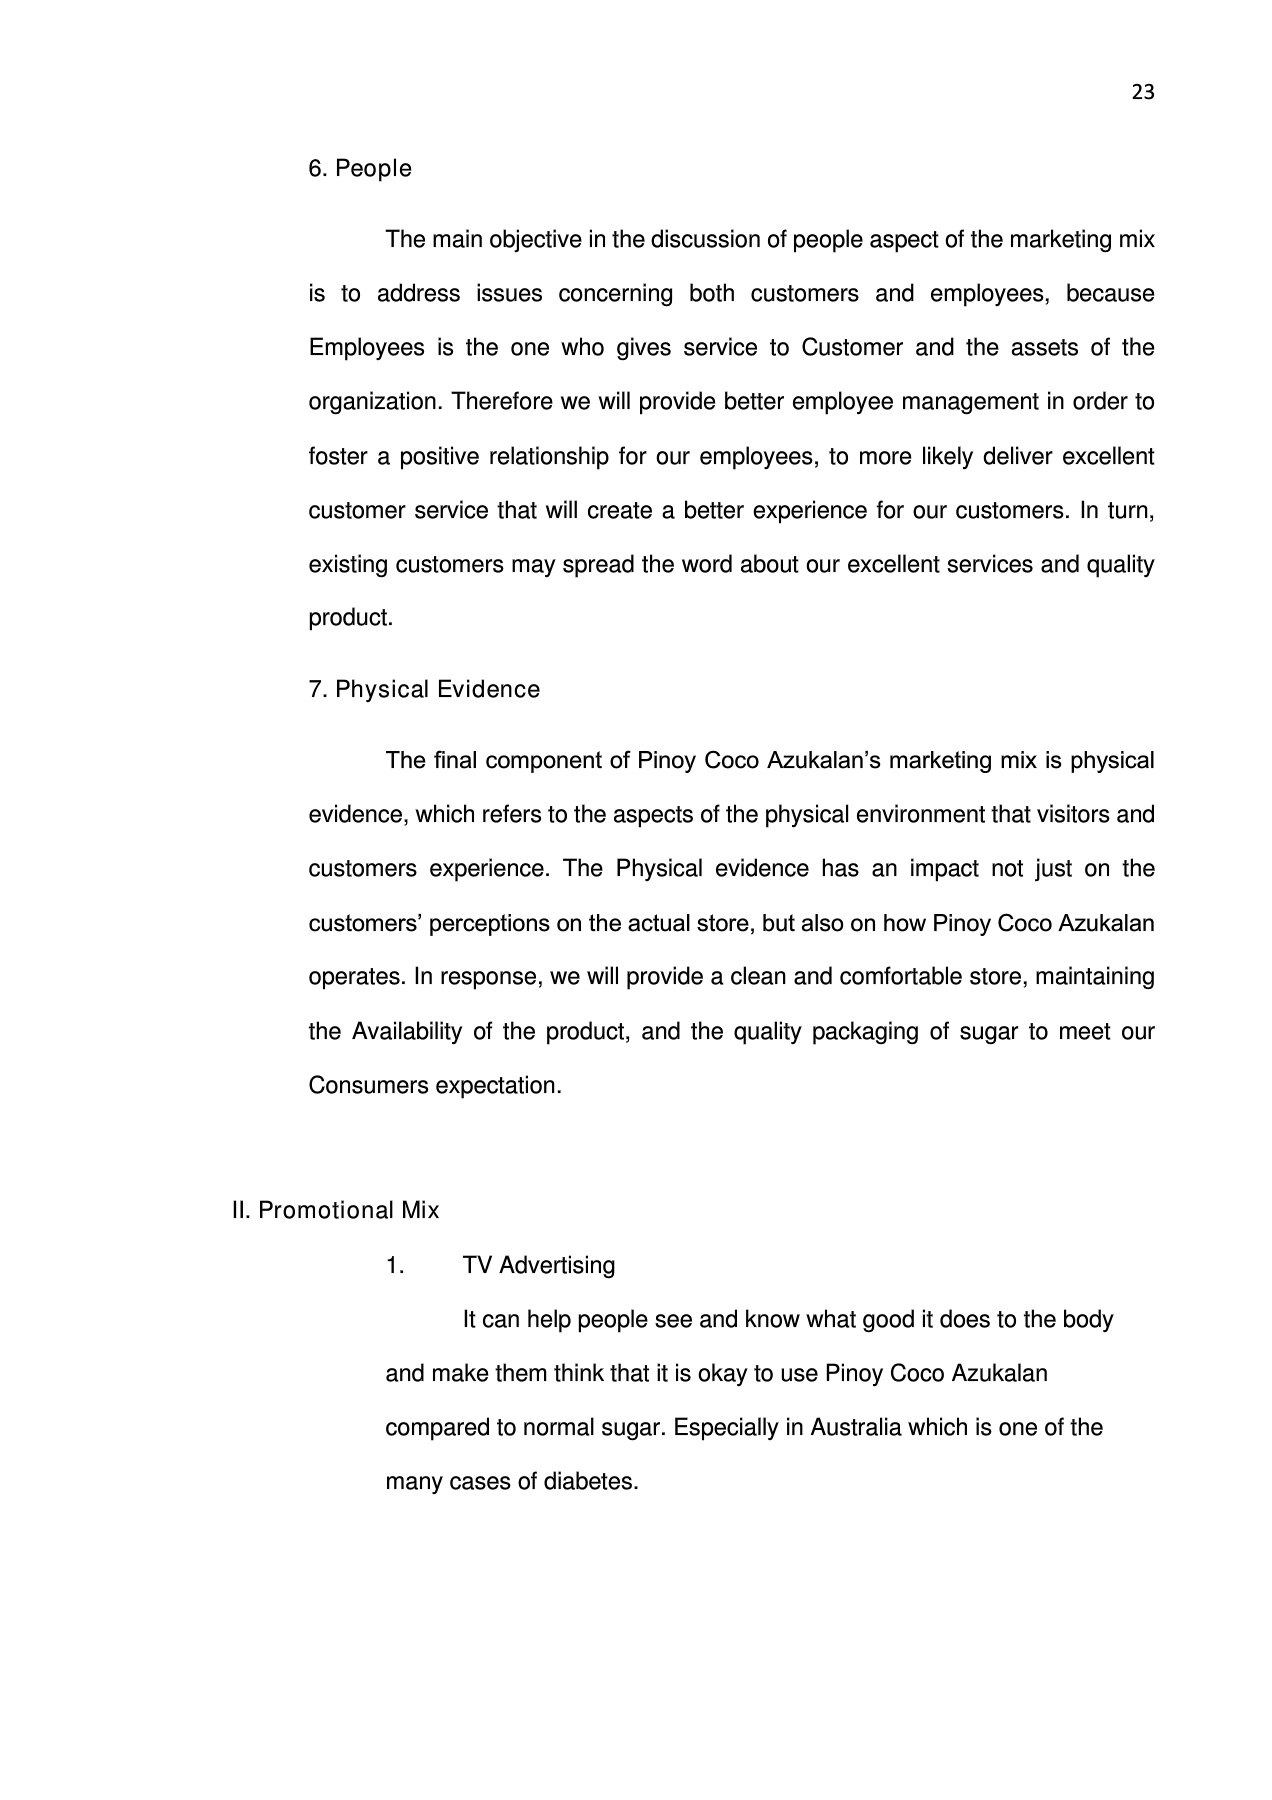 23
6. People
The main objective in the discussion of people aspect of the marketing mix
is to address issues concerning both customers and employees, because
Employees is the one who gives service to Customer and the assets of the
organization. Therefore we will provide better employee management in order to
foster a positive relationship for our employees, to more likely deliver excellent
customer service that will create a better experience for our customers. In turn,
existing customers may spread the word about our excellent services and quality
product.
7. Physical Evidence
The final component of Pinoy Coco Azukalan’s marketing mix is physical
evidence, which refers to the aspects of the physical environment that visitors and
customers experience. The Physical evidence has an impact not just on the
customers’ perceptions on the actual store, but also on how Pinoy Coco Azukalan
operates. In response, we will provide a clean and comfortable store, maintaining
the Availability of the product, and the quality packaging of sugar to meet our
Consumers expectation.
II. Promotional Mix
1. TV Advertising
It can help people see and know what good it does to the body
and make them think that it is okay to use Pinoy Coco Azukalan
compared to normal sugar. Especially in Australia which is one of the
many cases of diabetes.